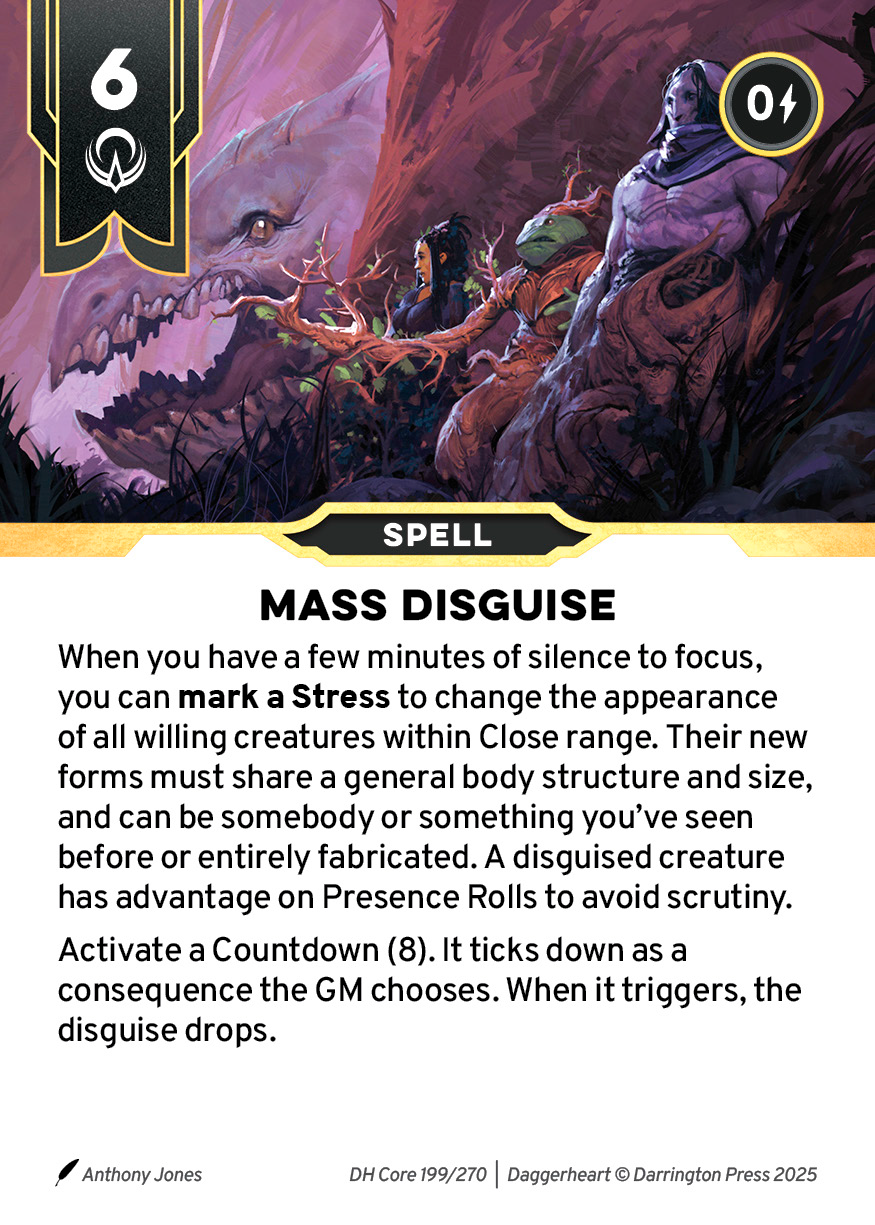 6
0
SPELL
MASS DISGUISE
When you have a few minutes of silence to focus,
you can mark a Stress to change the appearance
of all willing creatures within Close range. Their new
forms must share a general body structure and size,
and can be somebody or something you’ve seen
before or entirely fabricated. A disguised creature
has advantage on Presence Rolls to avoid scrutiny.
Activate a Countdown (8). It ticks down as a
consequence the GM chooses. When it triggers, the
disguise drops.
Anthony Jones DH Core 199/270 | Daggerheart © Darrington Press 2025